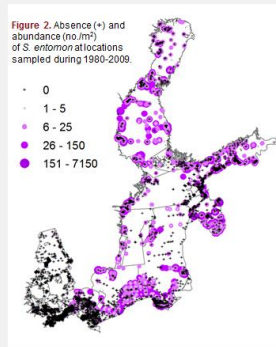 Figure 2. Absence (+) and
abundance (no./m²)
of S. entomon at locations
sampled during 1980-2009.
0
1 - 5
6 - 25
26 - 150
151 - 7150